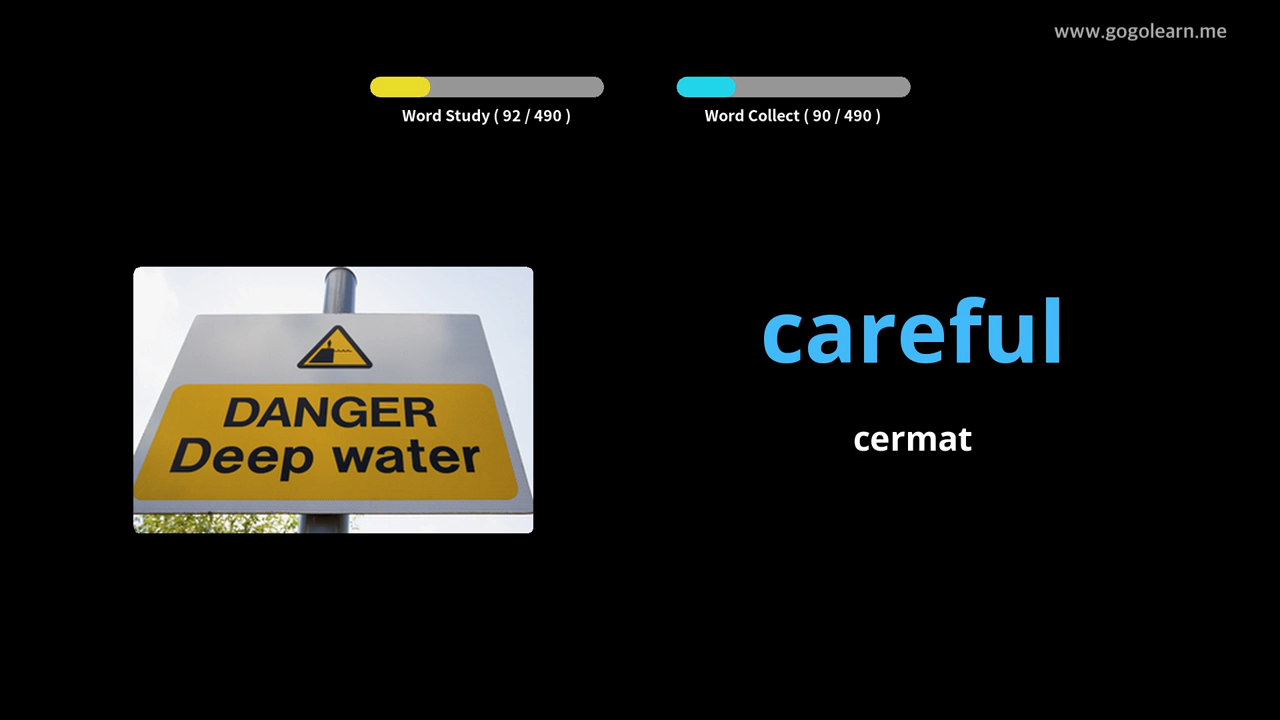 www.gogolearn.me
Word Study ( 92 / 490 )
Word Collect ( 90 / 490 )
DANGER
Deep water
careful
cermat